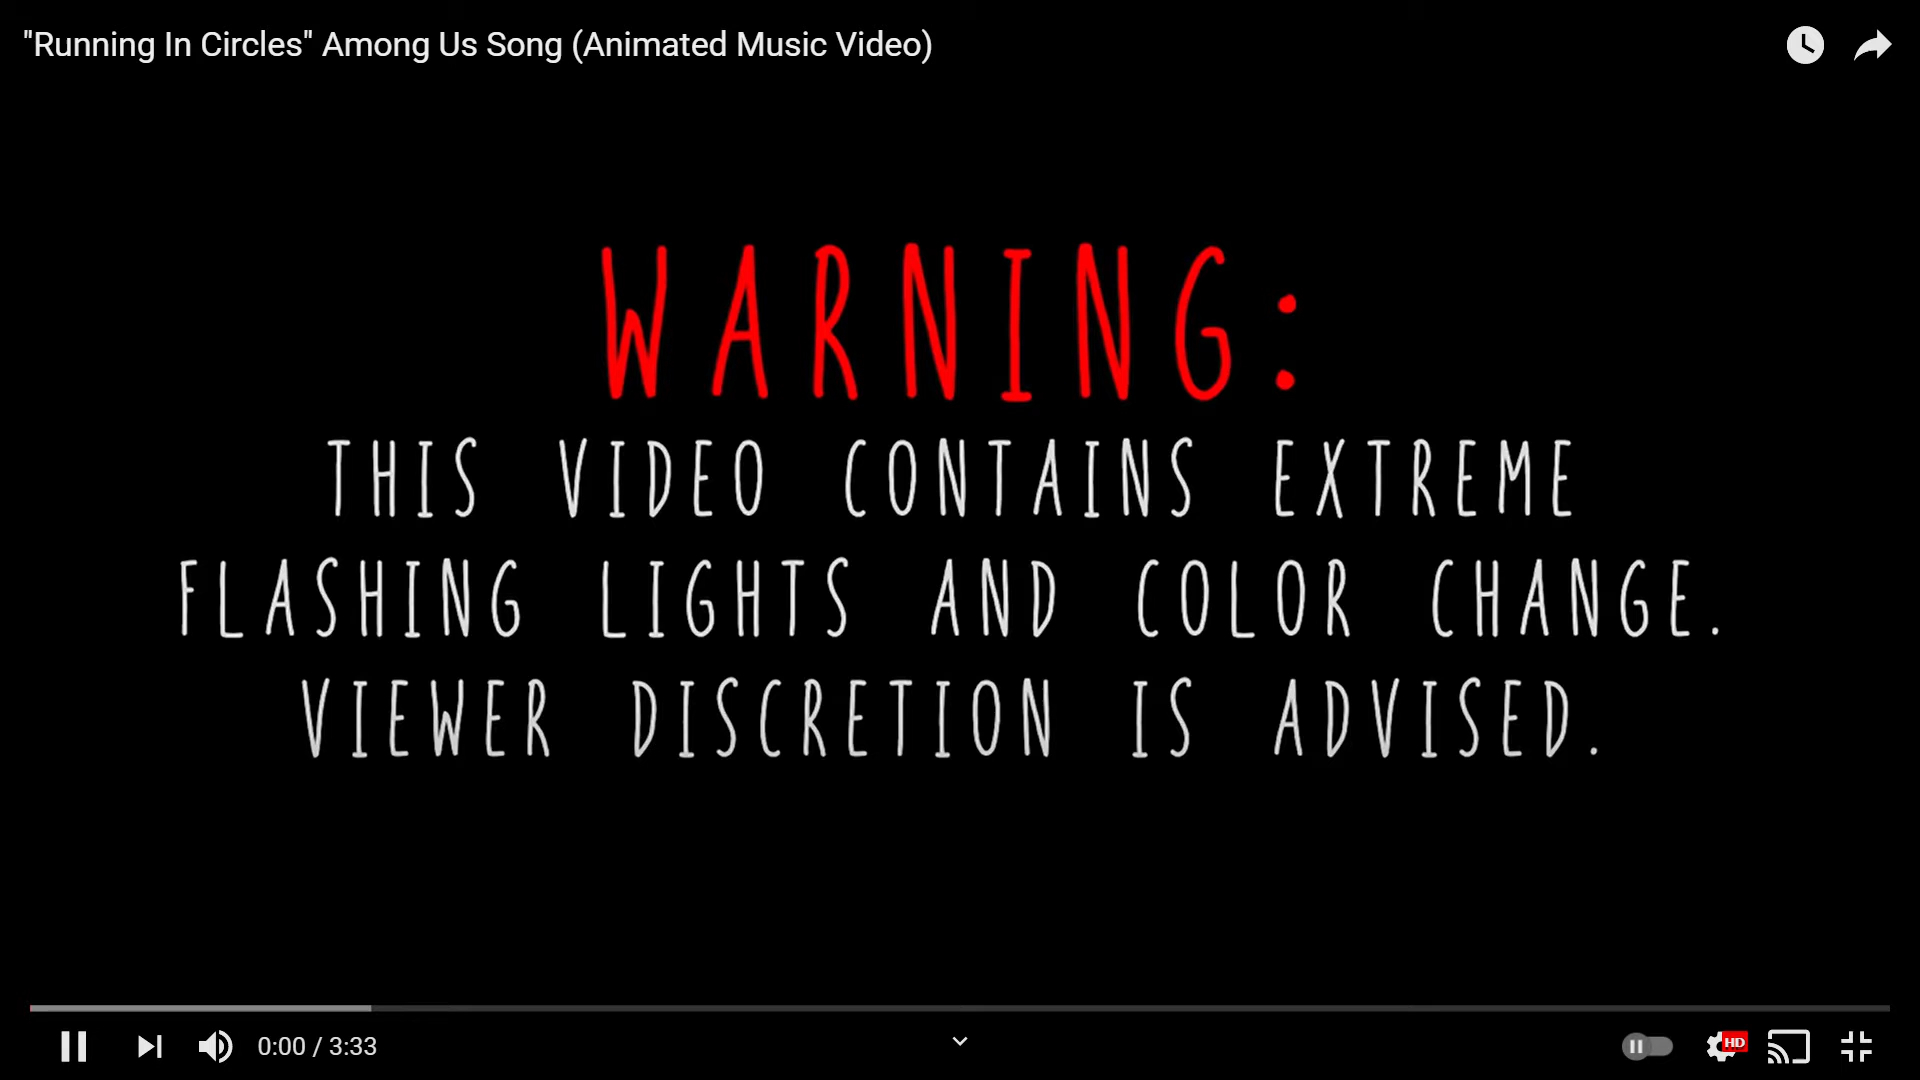 "Running In Circles" Among Us Song (Animated Music Video)
WARNING:
THIS VIDEO CONTAINS EXTREME
FLASHING LIGHTS AND COLOR CHANGE.
VIEWER DISCRETION IS ADVISED.
0:00 / 3:33
HD